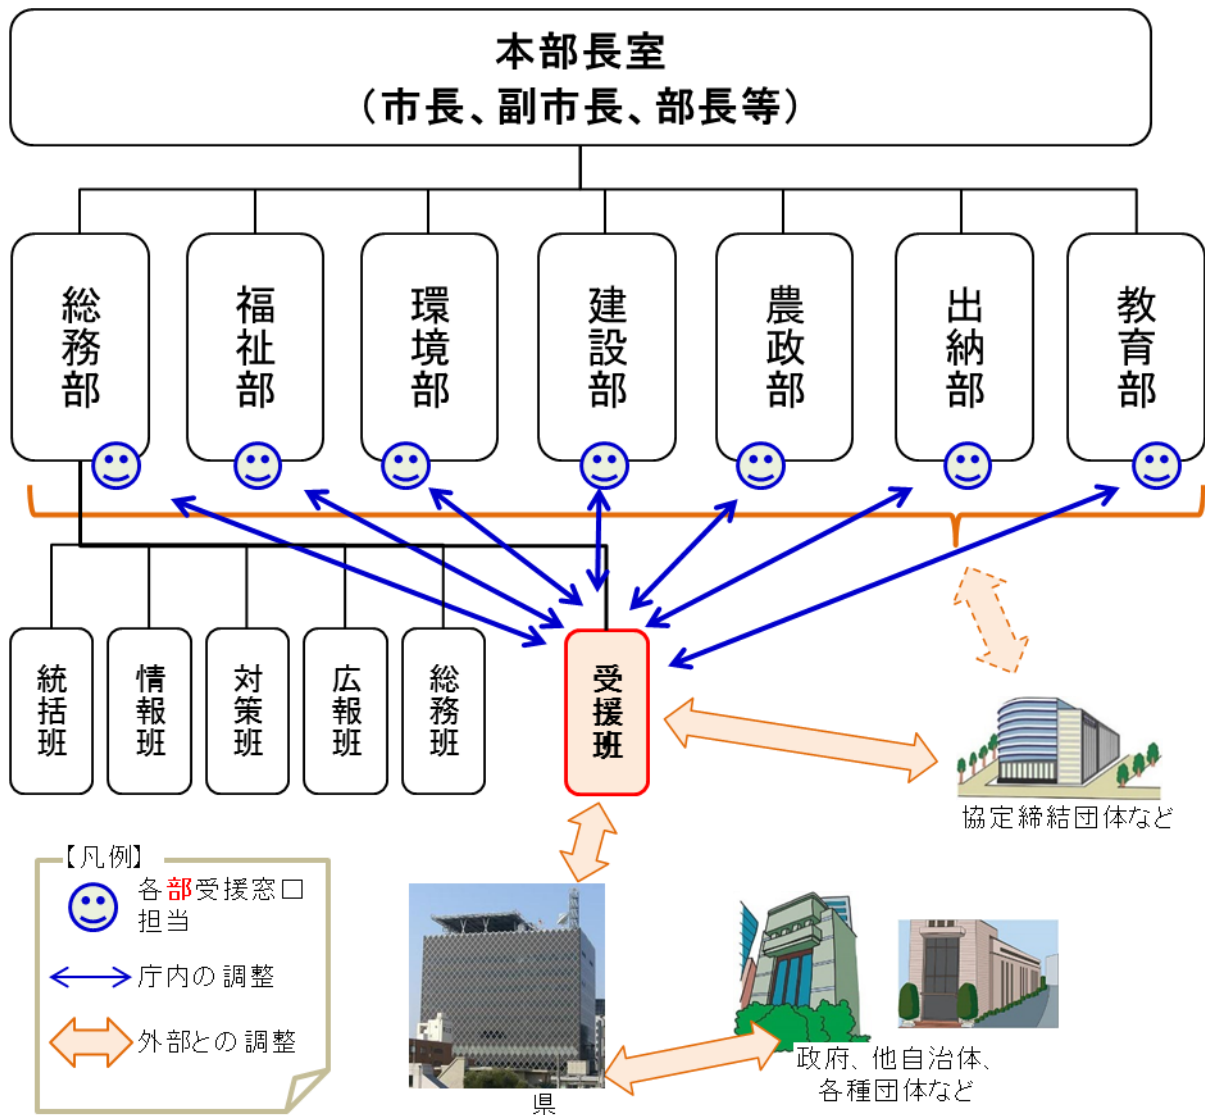 本部長室
（市長、副市長、部長等）
総務部
福祉部
環境部
建設部
農政部
出納部
教育部
統括班
情報班
対策班
広報班
総務班
受援班
協定締結団体など
【凡例】
各部受援窓口
担当
庁内の調整
外部との調整
県
政府、他自治体、
各種団体など